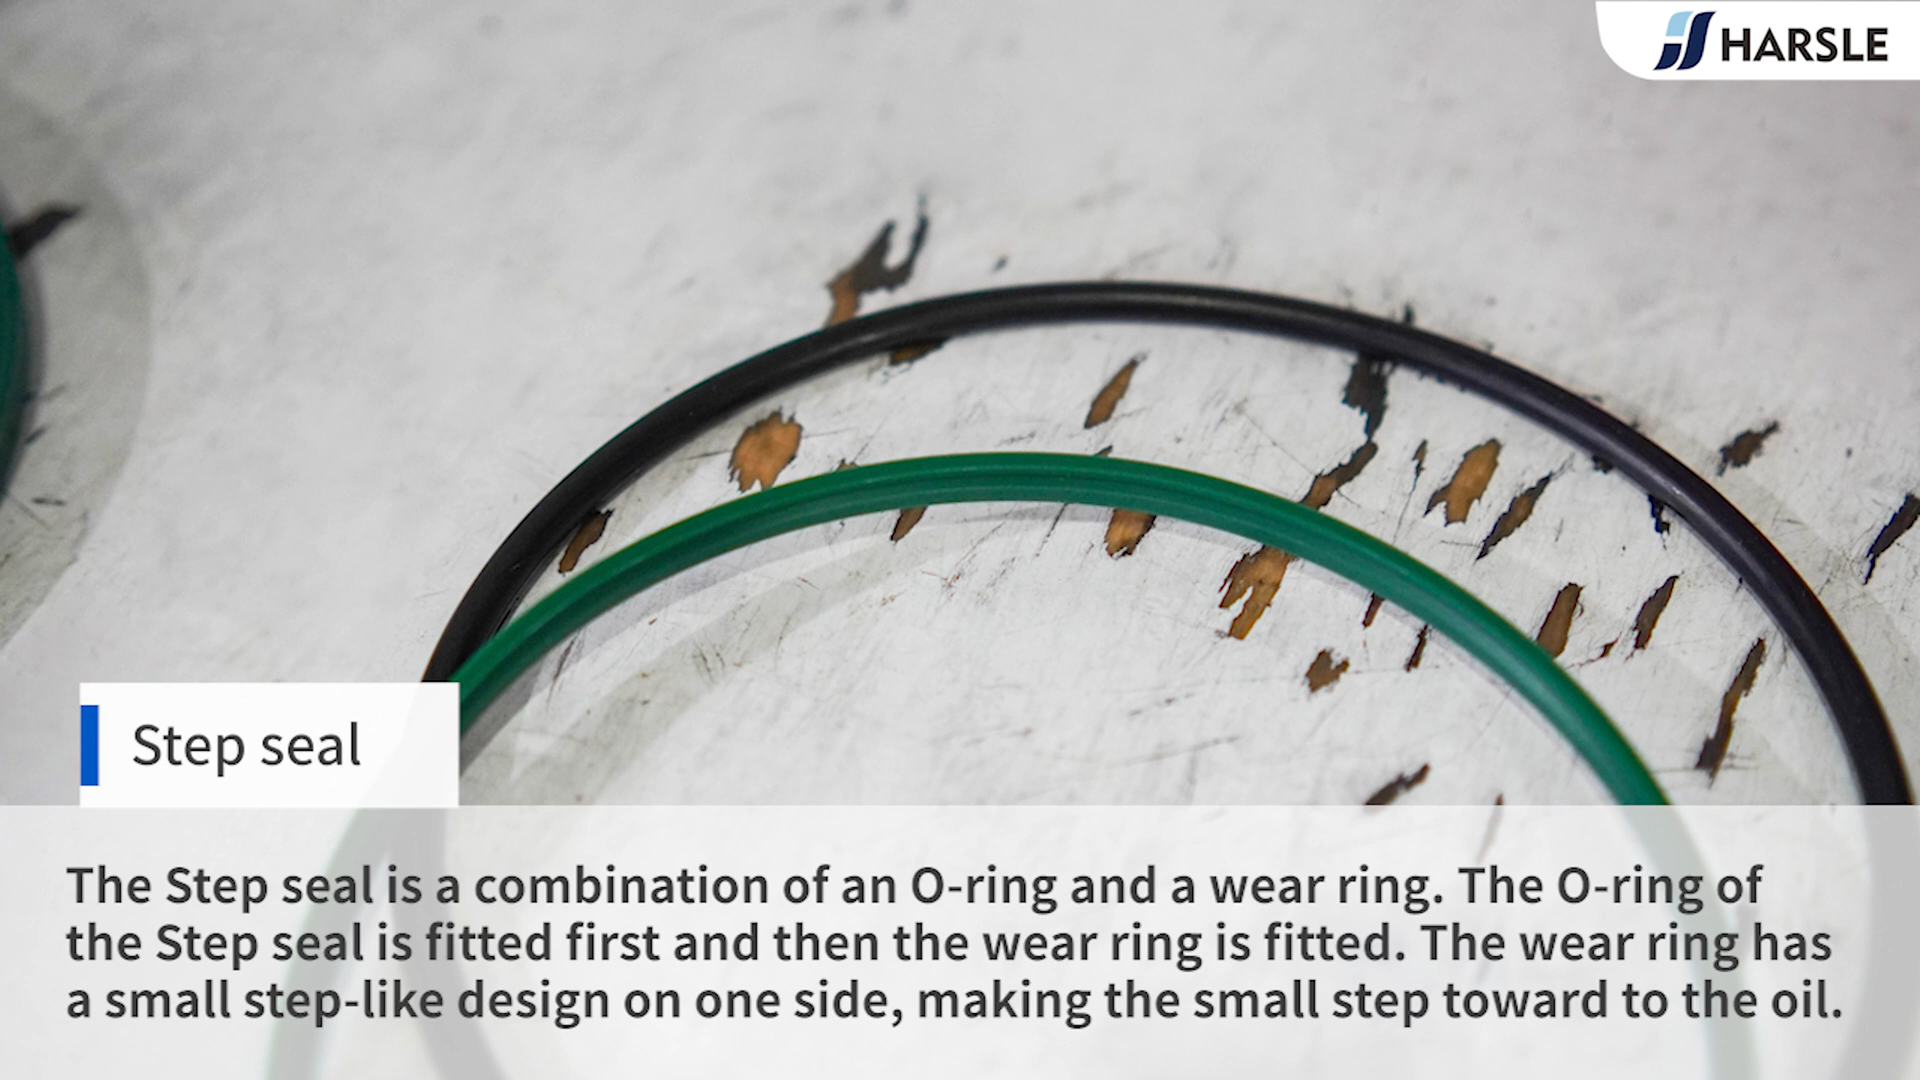 HARSLE
Step seal
The Step seal is a combination of an O-ring and a wear ring. The O-ring of
the Step seal is fitted first and then the wear ring is fitted. The wear ring has
a small step-like design on one side, making the small step toward to the oil.